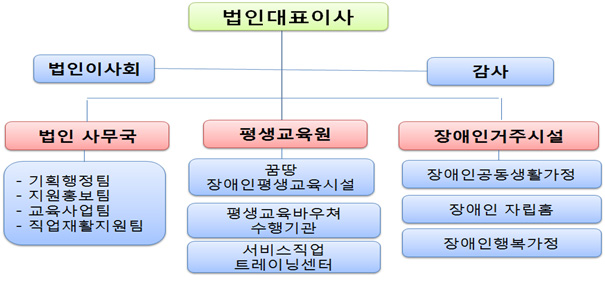 법인대표이사
법인이사회
감사
법인 사무국
- 기획행정팀
- 지원홍보팀
- 교육사업팀
- 직업재활지원팀
평생교육원
꿈땅
장애인평생교육시설
평생교육바우쳐
수행기관
서비스직업
트레이닝센터
장애인거주시설
장애인공동생활가정
장애인 자립홈
장애인행복가정